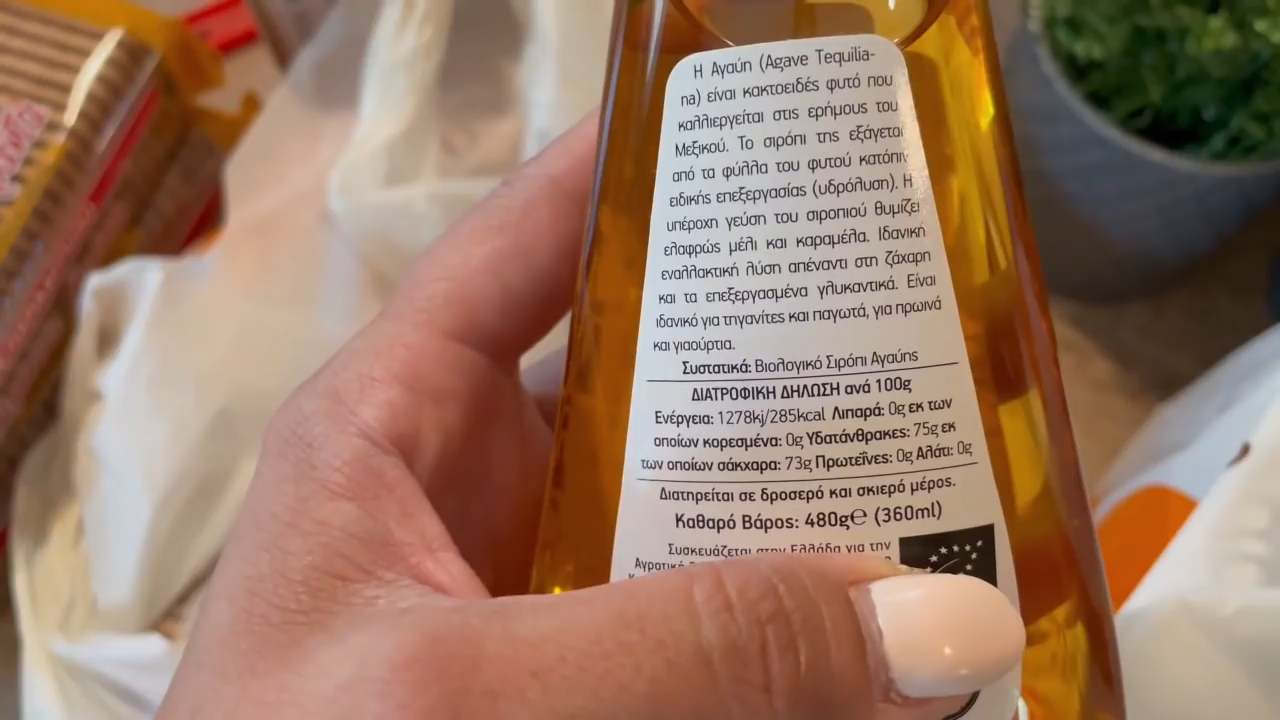 Η Αγαύη (Agave Tequilia-
na) είναι κακτοειδές φυτό που
καλλιεργείται στις ερήμους του
Μεξικού. Το σιρόπι της εξάγεται
από τα φύλλα του φυτού κατόπιν
ειδικής επεξεργασίας (υδρόλυση). Η
υπέροχη γεύση του σιροπιού θυμίζει
ελαφρώς μέλι και καραμέλα. Ιδανική
εναλλακτική λύση απέναντι στη ζάχαρη
και τα επεξεργασμένα γλυκαντικά. Είναι
ιδανικό για τηγανίτες και παγωτά, για πρωινά
και γιαούρτια.
Συστατικά: Βιολογικό Σιρόπι Αγαύης
ΔΙΑΤΡΟΦΙΚΗ ΔΗΛΩΣΗ ανά 100g
Ενέργεια: 1278kj/285kcal Λιπαρά: 0g εκ των
οποίων κορεσμένα: 0g Υδατάνθρακες: 75g εκ
των οποίων σάκχαρα: 73g Πρωτεΐνες: 0g Αλάτι: 0g
Διατηρείται σε δροσερό και σκιερό μέρος.
Καθαρό Βάρος: 480g℮ (360ml)
Συσκευάζεται στην Ελλάδα για την